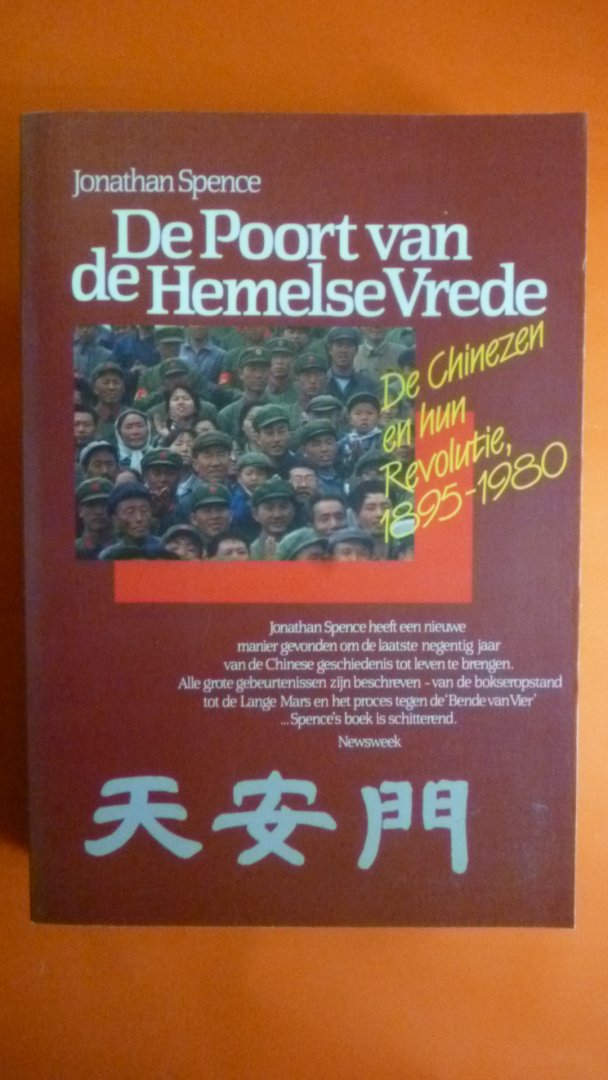 Jonathan Spence
De Poort van
de Hemelse Vrede
De Chinezen
en hun
Revolutie,
1895-1980
Jonathan Spence heeft een nieuwe
manier gevonden om de laatste negentig jaar
van de Chinese geschiedenis tot leven te brengen.
Alle grote gebeurtenissen zijn beschreven - van de bokseropstand
tot de Lange Mars en het proces tegen de 'Bende van Vier'
... Spence's boek is schitterend.
Newsweek
天安門